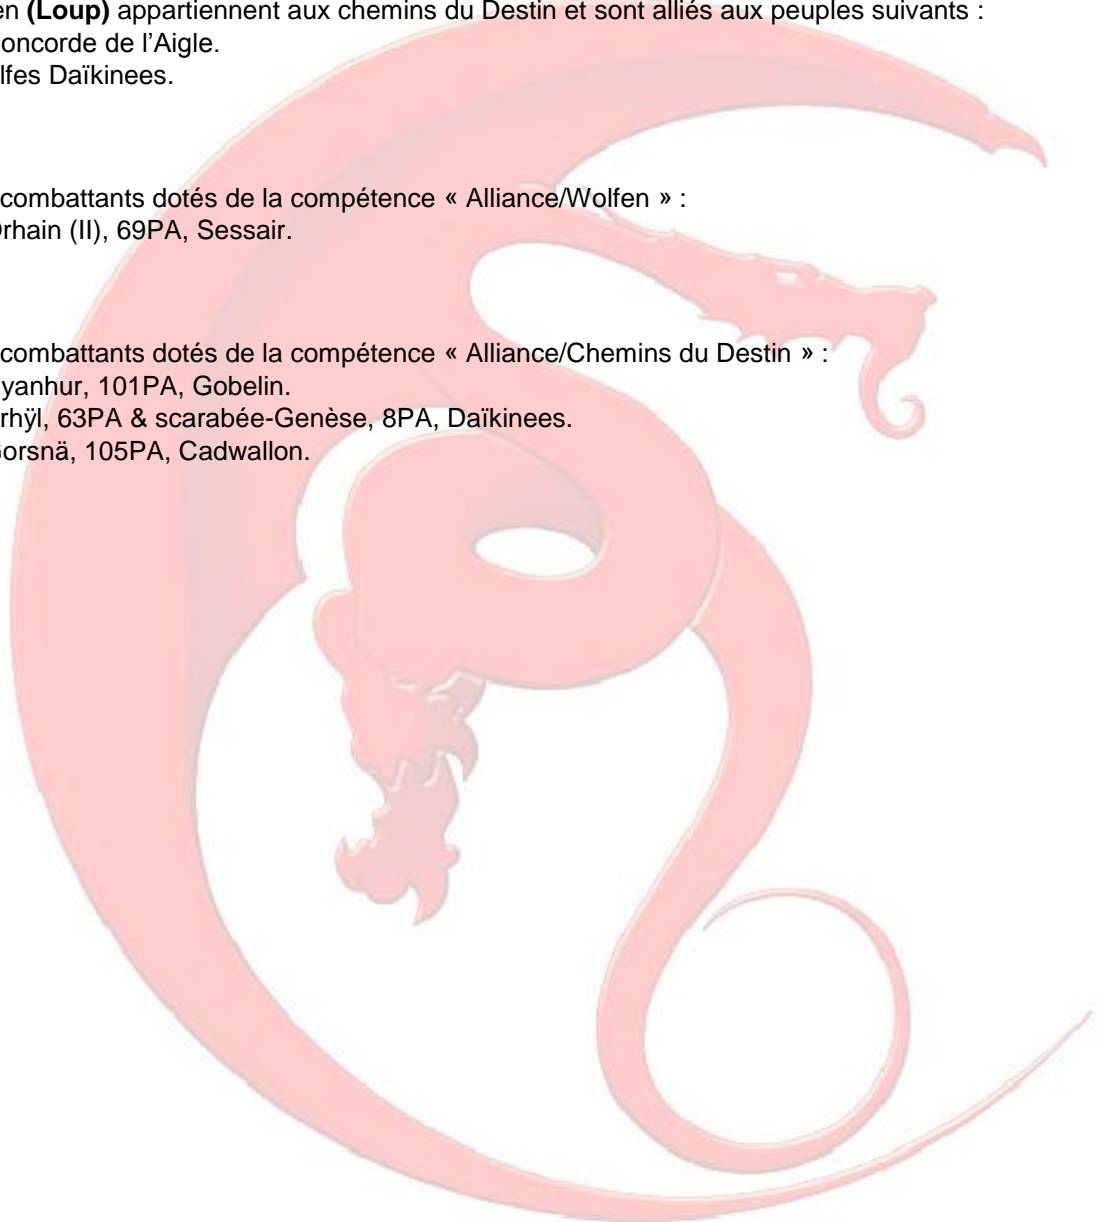 en (Loup) appartiennent aux chemins du Destin et sont alliés aux peuples suivants :
oncorde de l'Aigle.
lfes Daïkinees.
combattants dotés de la compétence « Alliance/Wolfen » :
Orhain (II), 69PA, Sessair.
combattants dotés de la compétence « Alliance/Chemins du Destin » :
yanhur, 101PA, Gobelin.
rhÿl, 63PA & scarabée-Genèse, 8PA, Daïkinees.
Gorsnä, 105PA, Cadwallon.